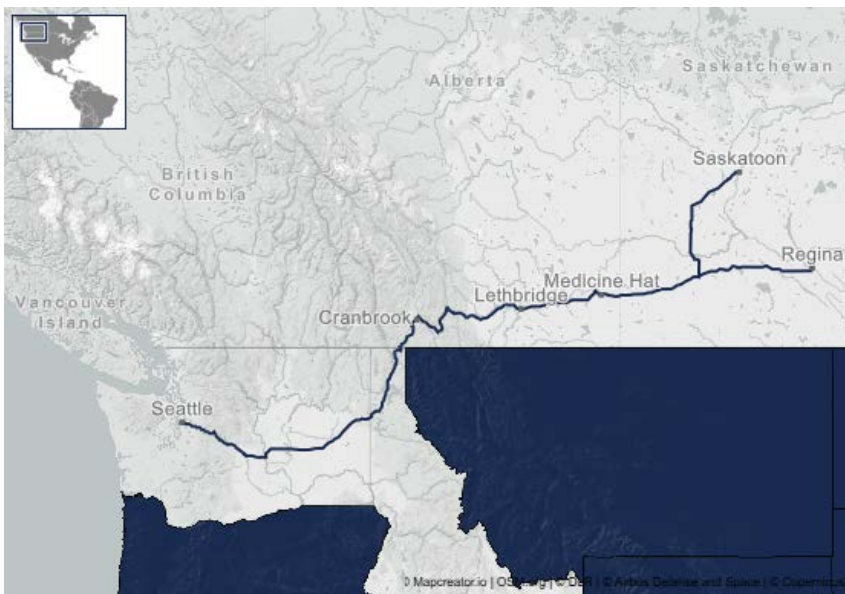 Alberta
Saskatchewan
British
Columbia
Saskatoon
Regina
Medicine Hat
Lethbridge
Cranbrook
Vancouver
Island
Seattle
Mapcreator.io | OSM.org | © DLR | © Airbus Defense and Space | © Copernicus